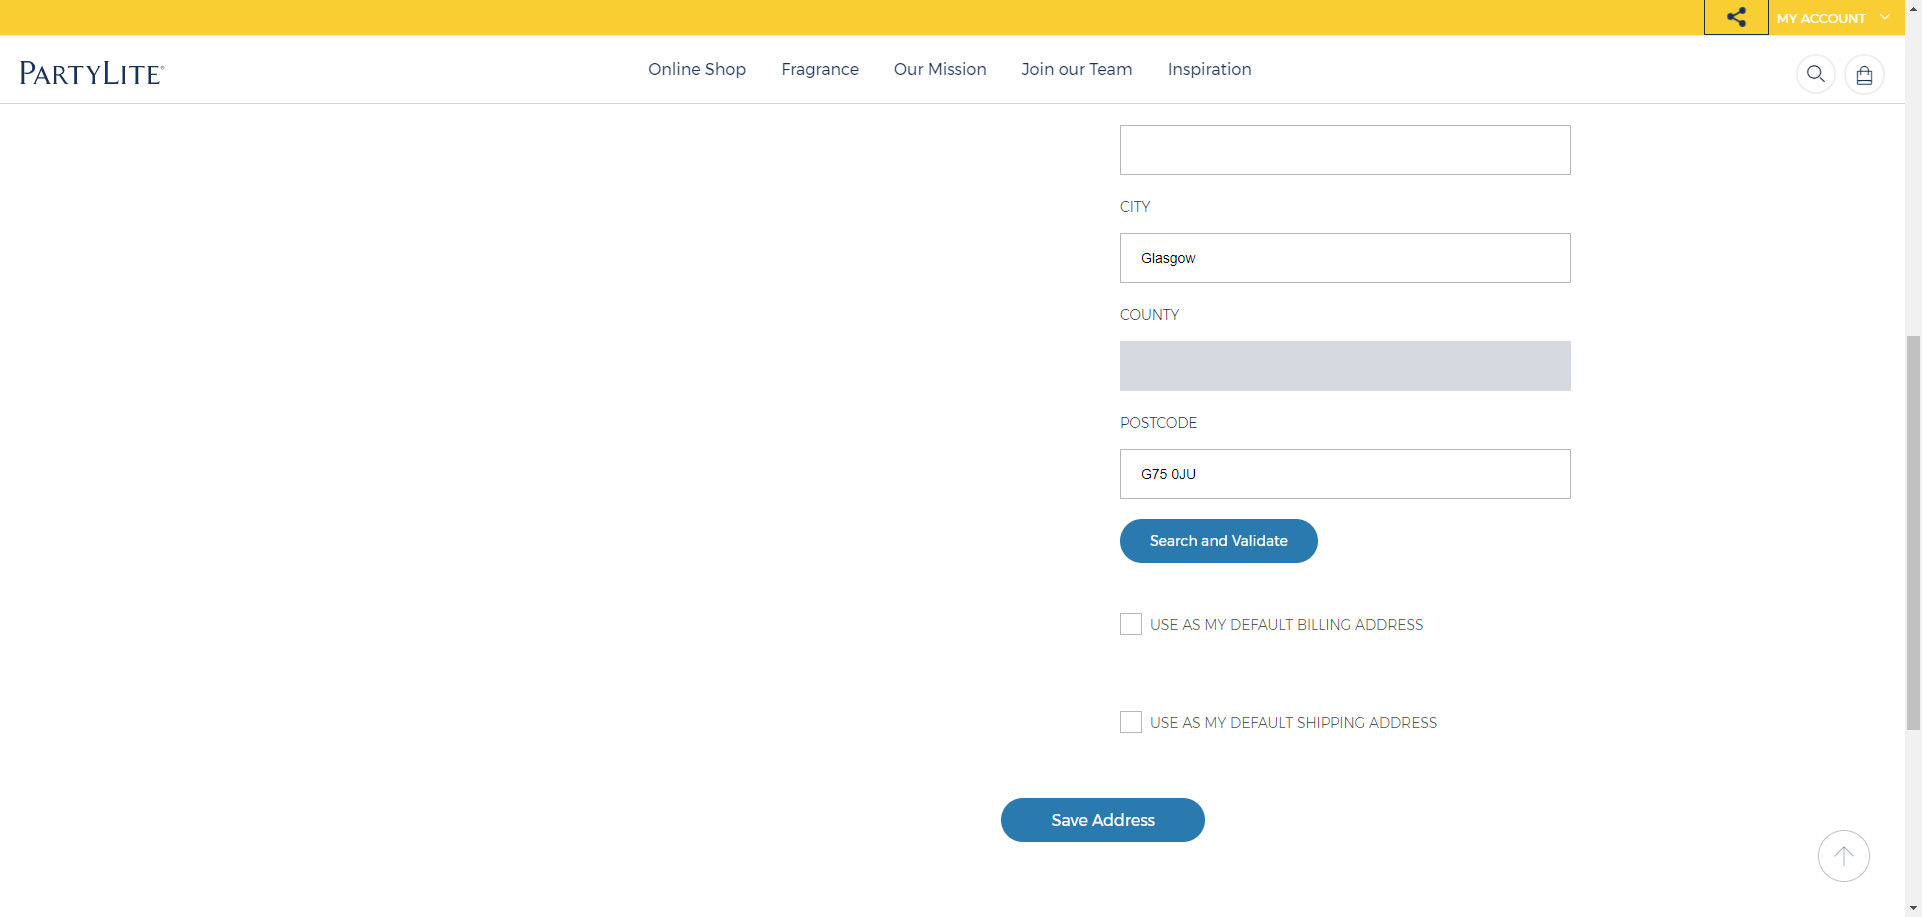 MY ACCOUNT
PARTYLITE®
Online Shop Fragrance Our Mission Join our Team Inspiration
CITY
Glasgow
COUNTY
POSTCODE
G75 0JU
Search and Validate
USE AS MY DEFAULT BILLING ADDRESS
USE AS MY DEFAULT SHIPPING ADDRESS
Save Address